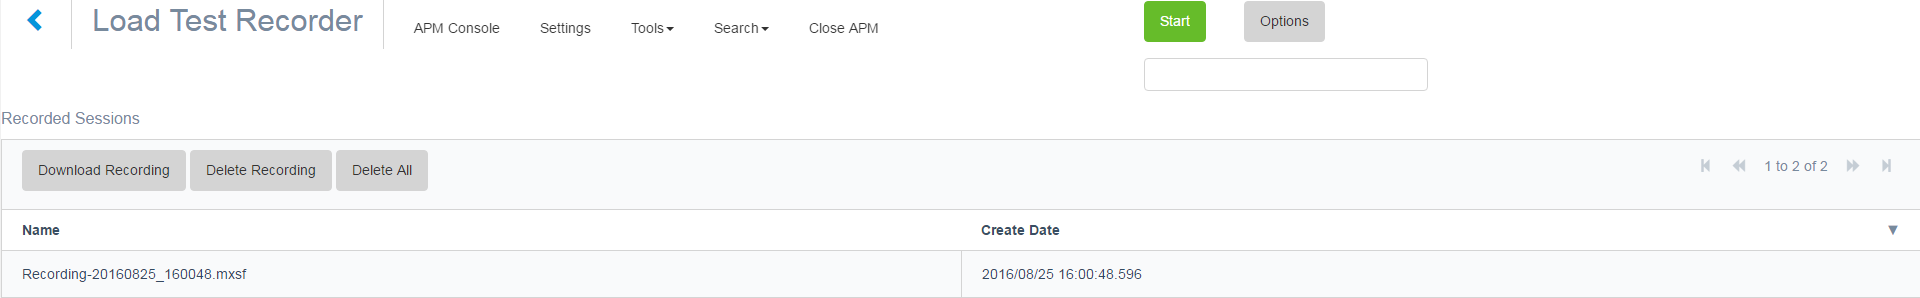 Load Test Recorder
APM Console Settings Tools Search Close APM
Start Options
Recorded Sessions
Download Recording Delete Recording Delete All 1 to 2 of 2
Name Create Date
Recording-20160825_160048.mxsf 2016/08/25 16:00:48.596